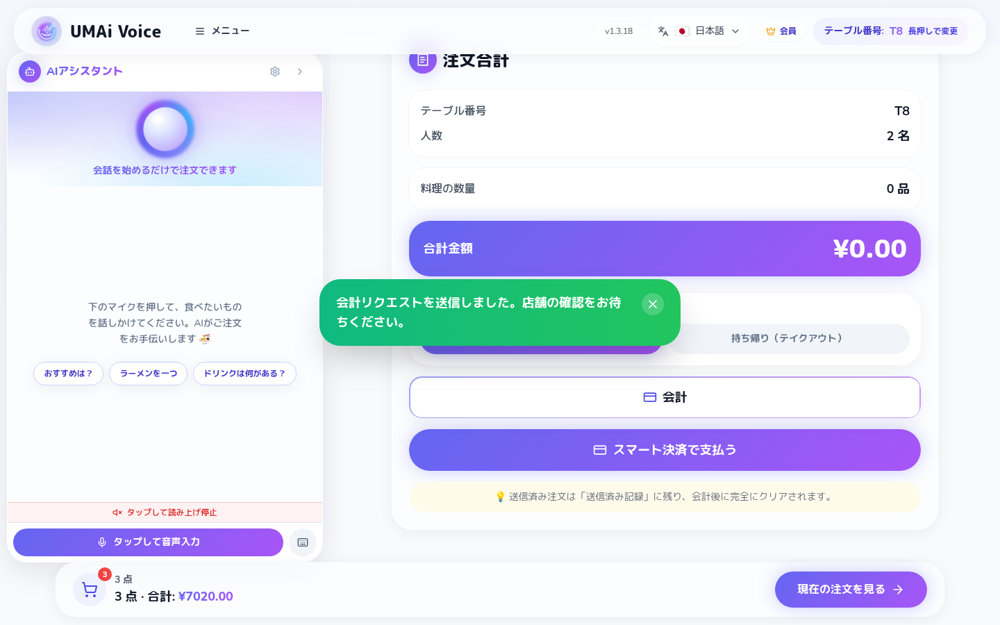 UMAi Voice
メニュー
v1.3.18
日本語
会員
テーブル番号: T8 長押しで変更
AIアシスタント
会話を始めるだけで注文できます
下のマイクを押して、食べたいもの
を話しかけてください。AIがご注文
をお手伝いします
おすすめは？
ラーメンを一つ
ドリンクは何がある？
タップして読み上げ停止
タップして音声入力
注文合計
テーブル番号 T8
人数 2 名
料理の数量 0 品
合計金額 ¥0.00
会計リクエストを送信しました。店舗の確認をお待
ちください。
持ち帰り（テイクアウト）
会計
スマート決済で支払う
送信済み注文は「送信済み記録」に残り、会計後に完全にクリアされます。
3
3 点
3 点 · 合計: ¥7020.00
現在の注文を見る